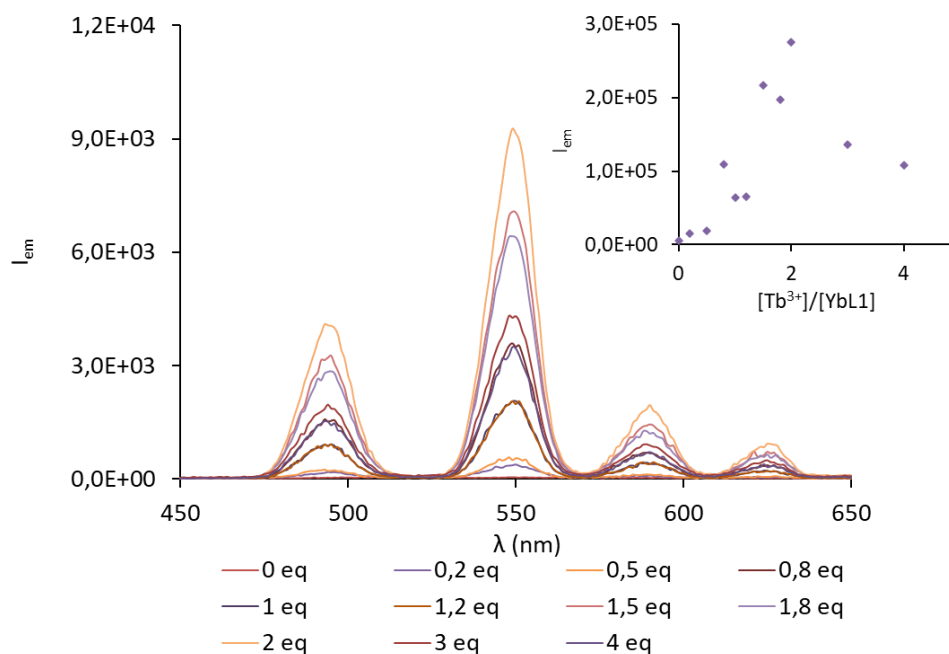 1,2E+04
9,0E+03
6,0E+03
3,0E+03
0,0E+00
I_em
450 500 550 600 650
λ (nm)
3,0E+05
2,0E+05
1,0E+05
0,0E+00
I_em
0 2 4
[Tb³⁺]/[YbL1]
0 eq 0,2 eq 0,5 eq 0,8 eq
1 eq 1,2 eq 1,5 eq 1,8 eq
2 eq 3 eq 4 eq